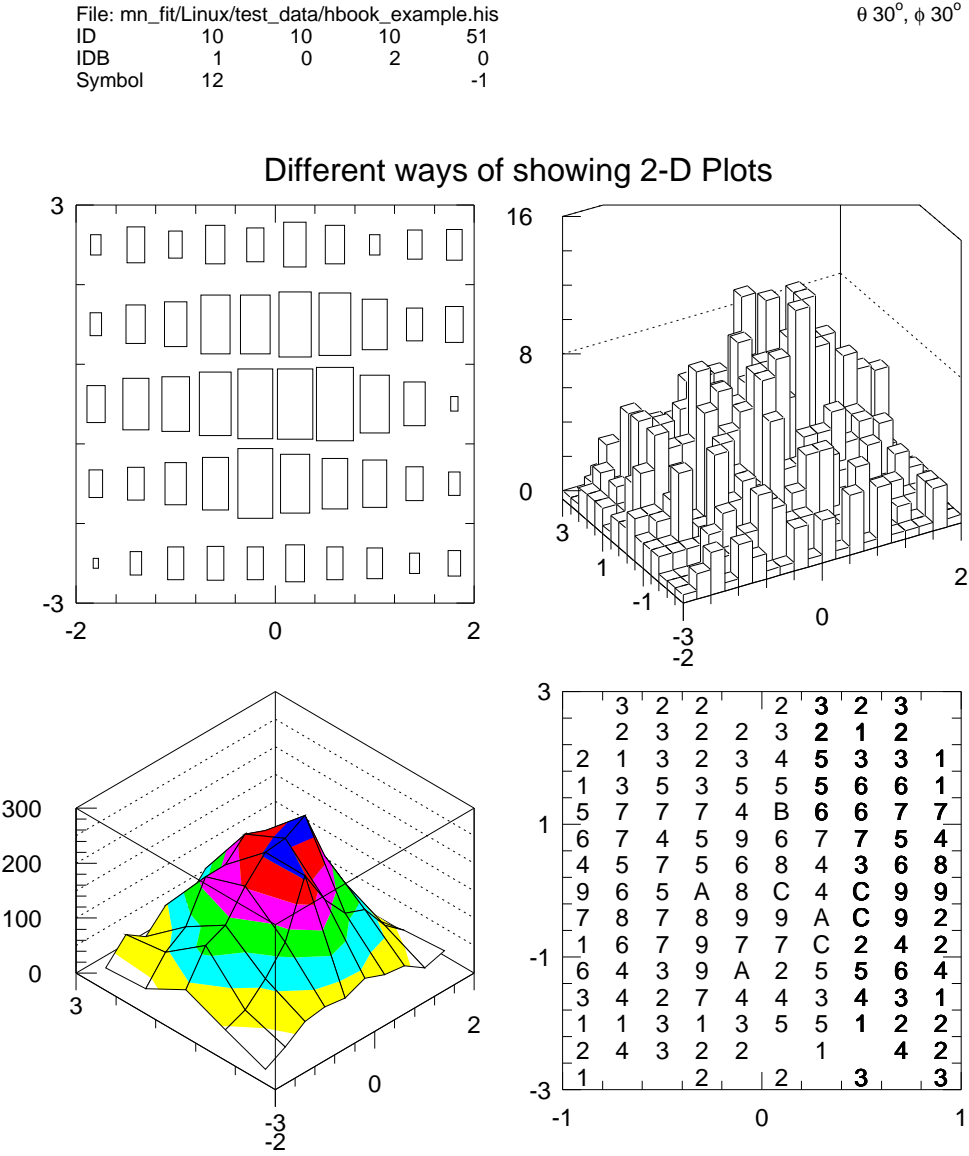 File: mn_fit/Linux/test_data/hbook_example.his
θ 30°, ϕ 30°
ID 10 10 10 51
IDB 1 0 2 0
Symbol 12 -1
Different ways of showing 2-D Plots
3
-3
-2 0 2
16
8
0
3
1
-1
-3
-2
0
2
300
200
100
0
3
-3
-2
0
2
3
1
-1
-3
3 2 2 2 3 2 3
2 3 2 2 3 2 1 2
2 1 3 2 3 4 5 3 3 1
1 3 5 3 5 5 5 6 6 1
5 7 7 7 4 B 6 6 7 7
6 7 4 5 9 6 7 7 5 4
4 5 7 5 6 8 4 3 6 8
9 6 5 A 8 C 4 C 9 9
7 8 7 8 9 9 A C 9 2
1 6 7 9 7 7 C 2 4 2
6 4 3 9 A 2 5 5 6 4
3 4 2 7 4 4 3 4 3 1
1 1 3 1 3 5 5 1 2 2
2 4 3 2 2 1 4 2
1 2 2 3 3
-1 0 1